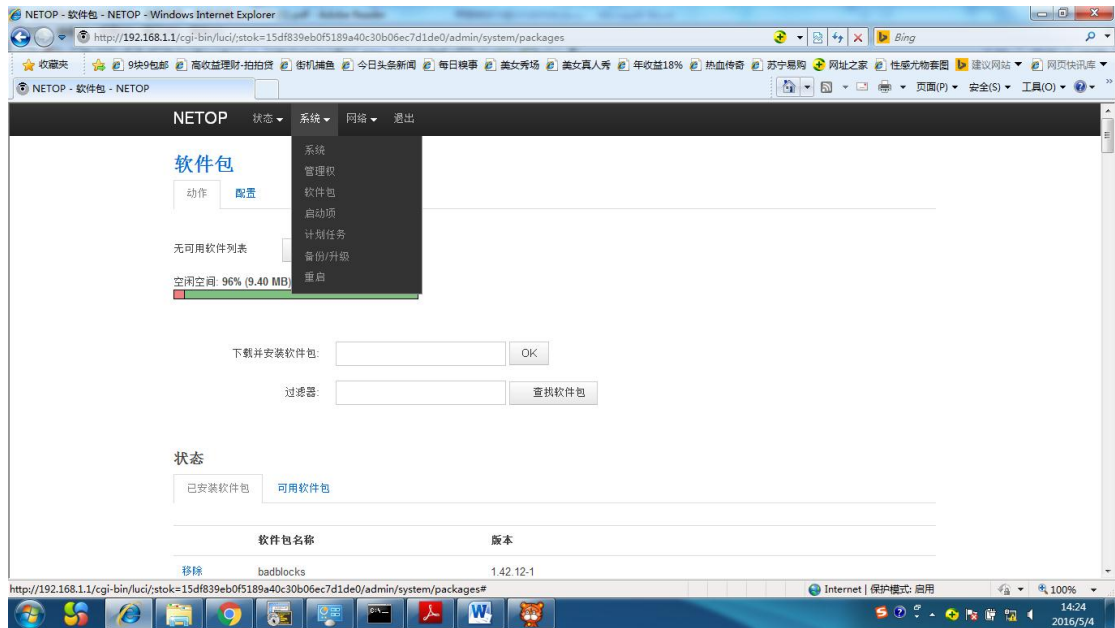 NETOP - 软件包 - NETOP - Windows Internet Explorer
http://192.168.1.1/cgi-bin/luci/;stok=15df839eb0f5189a40c30b06ec7d1de0/admin/system/packages
Bing
收藏夹 9块9包邮 高收益理财-拍拍贷 街机捕鱼 今日头条新闻 每日糗事 美女秀场 美女真人秀 年收益18% 热血传奇 苏宁易购 网址之家 性感尤物套图 建议网站 网页快讯库
NETOP - 软件包 - NETOP
页面(P) 安全(S) 工具(O)
NETOP 状态 系统 网络 退出
系统
管理权
软件包
启动项
计划任务
备份/升级
重启
软件包
动作 配置
无可用软件列表
空闲空间: 96% (9.40 MB)
下载并安装软件包: OK
过滤器: 查找软件包
状态
已安装软件包 可用软件包
软件包名称 版本
移除 badblocks 1.42.12-1
http://192.168.1.1/cgi-bin/luci/;stok=15df839eb0f5189a40c30b06ec7d1de0/admin/system/packages#
Internet | 保护模式: 启用
100%
14:24
2016/5/4